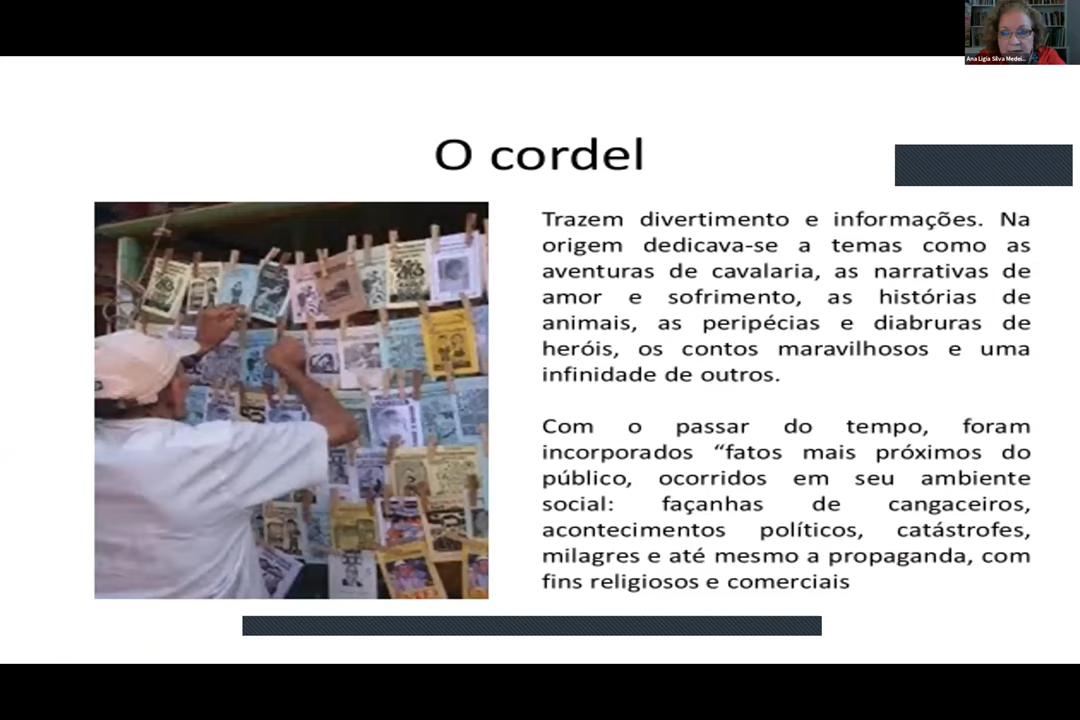 Ana Ligia Silva Medei...
O cordel
Trazem divertimento e informações. Na
origem dedicava-se a temas como as
aventuras de cavalaria, as narrativas de
amor e sofrimento, as histórias de
animais, as peripécias e diabruras de
heróis, os contos maravilhosos e uma
infinidade de outros.
Com o passar do tempo, foram
incorporados “fatos mais próximos do
público, ocorridos em seu ambiente
social: façanhas de cangaceiros,
acontecimentos políticos, catástrofes,
milagres e até mesmo a propaganda, com
fins religiosos e comerciais